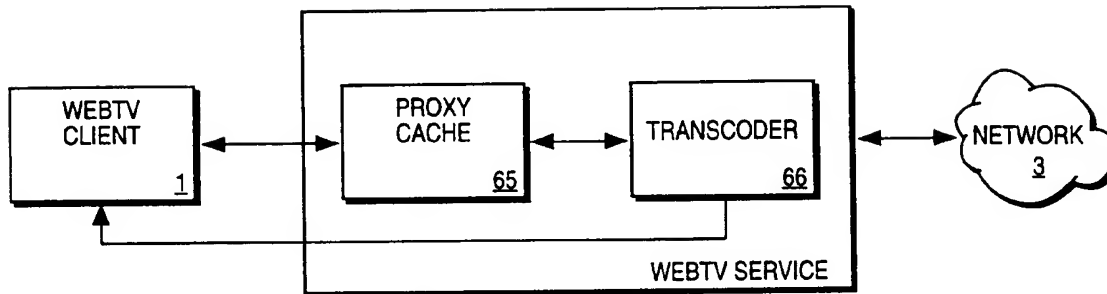 WEBTV
CLIENT
1
PROXY
CACHE
65
TRANSCODER
66
NETWORK
3
WEBTV SERVICE